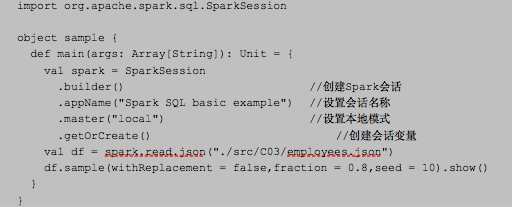 import org.apache.spark.sql.SparkSession
object sample {
def main(args: Array[String]): Unit = {
val spark = SparkSession
.builder() //创建Spark会话
.appName("Spark SQL basic example") //设置会话名称
.master("local") //设置本地模式
.getOrCreate() //创建会话变量
val df = spark.read.json("./src/C03/employees.json")
df.sample(withReplacement = false,fraction = 0.8,seed = 10).show()
}
}